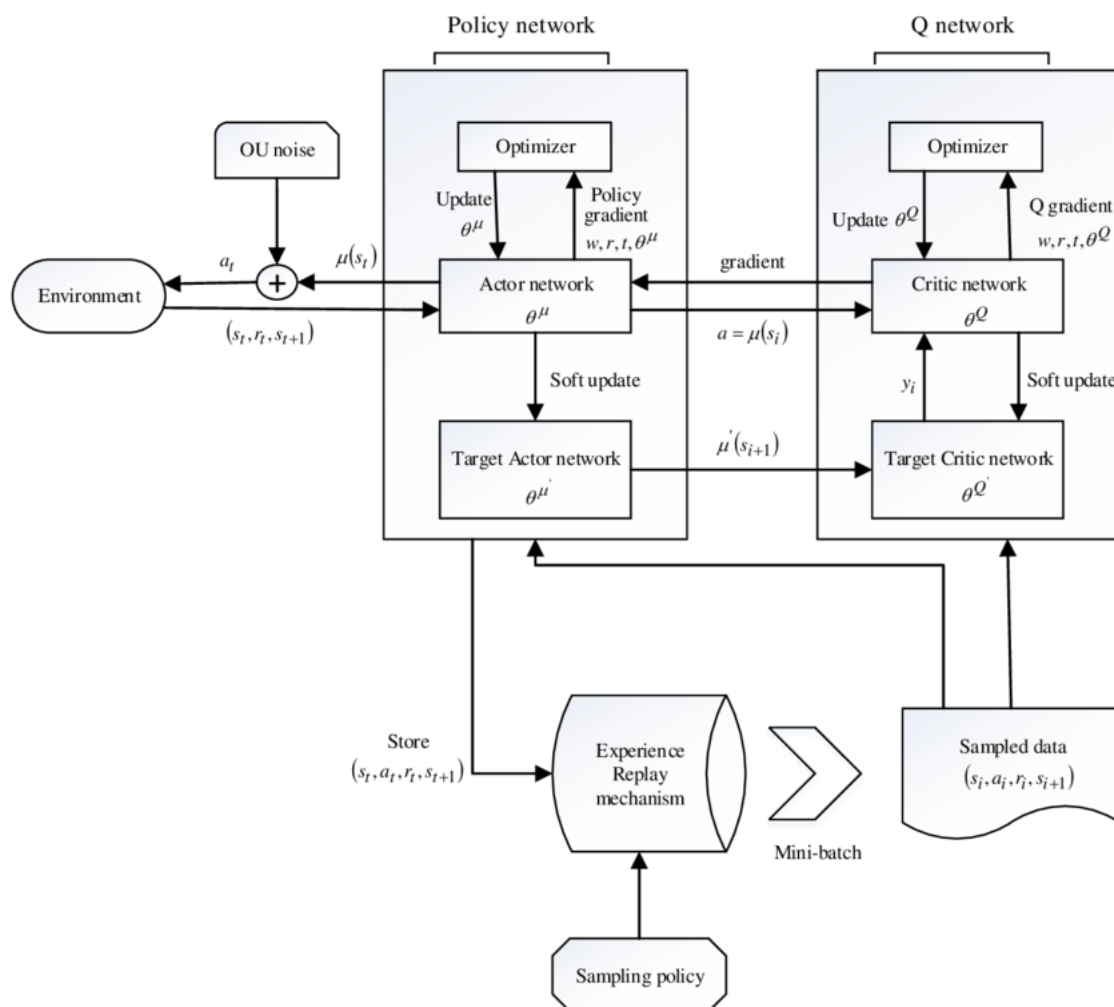 Policy network
Q network
OU noise
Optimizer
Optimizer
Update
θ^μ
Policy
gradient
w, r, t, θ^μ
Update θ^Q
Q gradient
w, r, t, θ^Q
a_t
μ(s_t)
+
Environment
Actor network
θ^μ
gradient
Critic network
θ^Q
(s_t, r_t, s_{t+1})
a = μ(s_i)
Soft update
y_i
Soft update
Target Actor network
θ^{μ'}
μ'(s_{i+1})
Target Critic network
θ^{Q'}
Store
(s_t, a_t, r_t, s_{t+1})
Experience
Replay
mechanism
Mini-batch
Sampled data
(s_i, a_i, r_i, s_{i+1})
Sampling policy